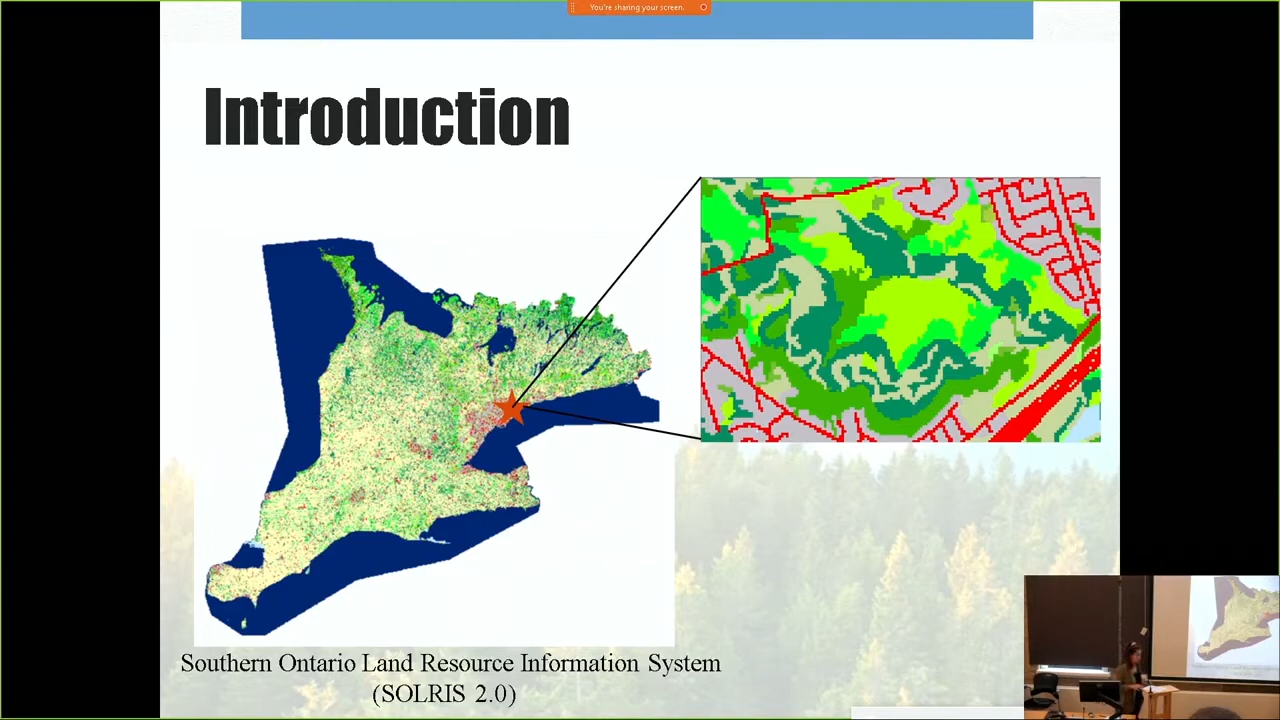 You're sharing your screen.
Introduction
Southern Ontario Land Resource Information System
(SOLRIS 2.0)